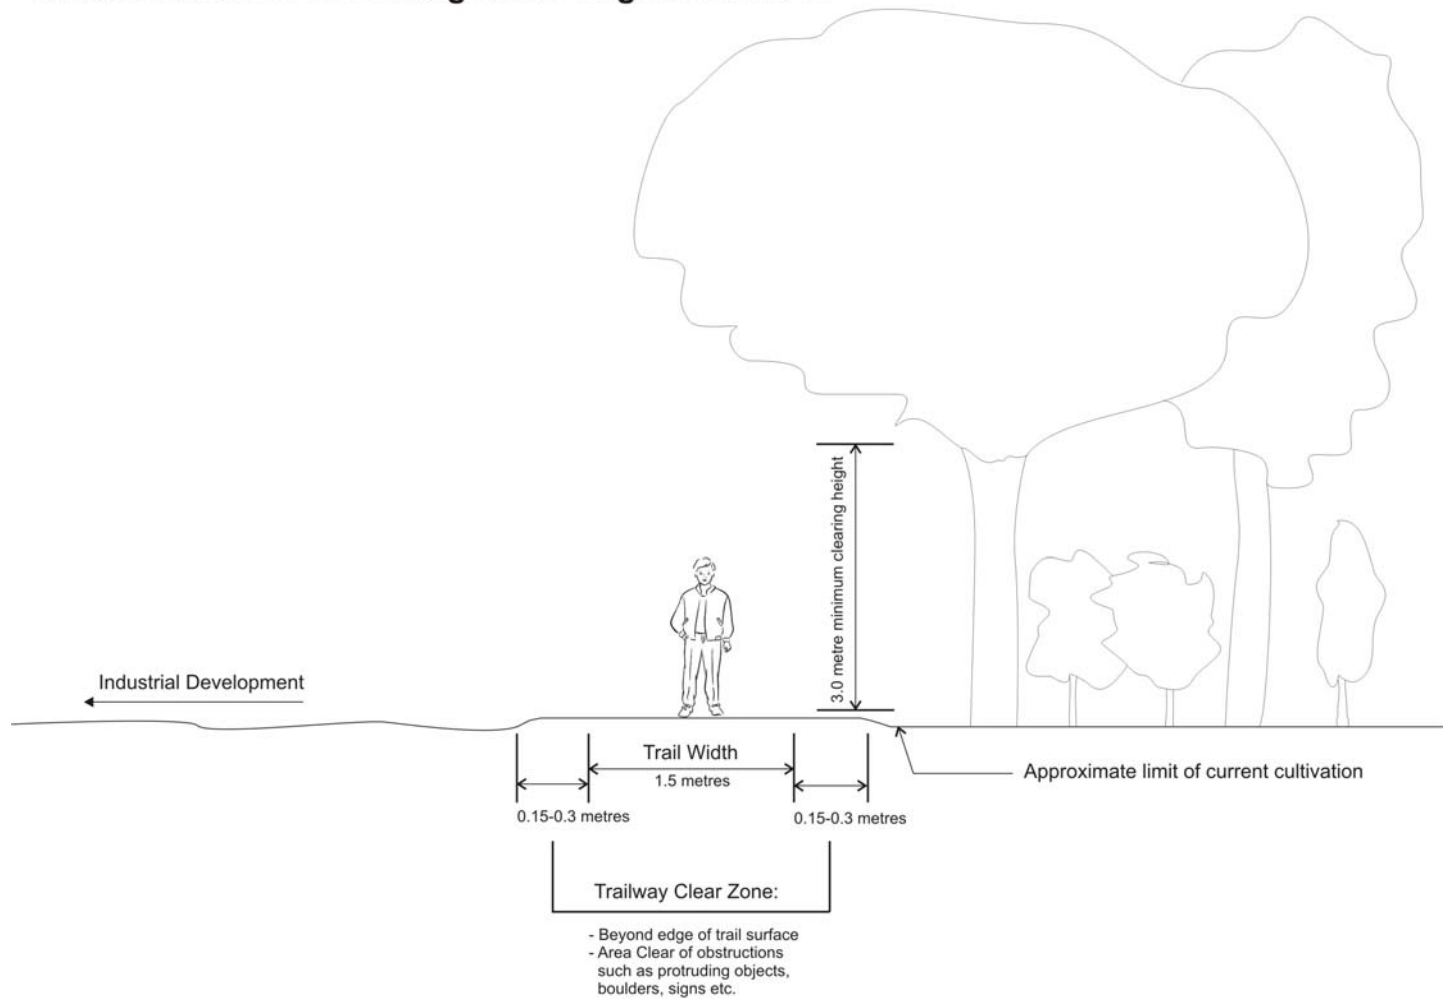 3.0 metre minimum clearing height
Industrial Development
Trail Width
1.5 metres
Approximate limit of current cultivation
0.15-0.3 metres
0.15-0.3 metres
Trailway Clear Zone:
- Beyond edge of trail surface
- Area Clear of obstructions
such as protruding objects,
boulders, signs etc.